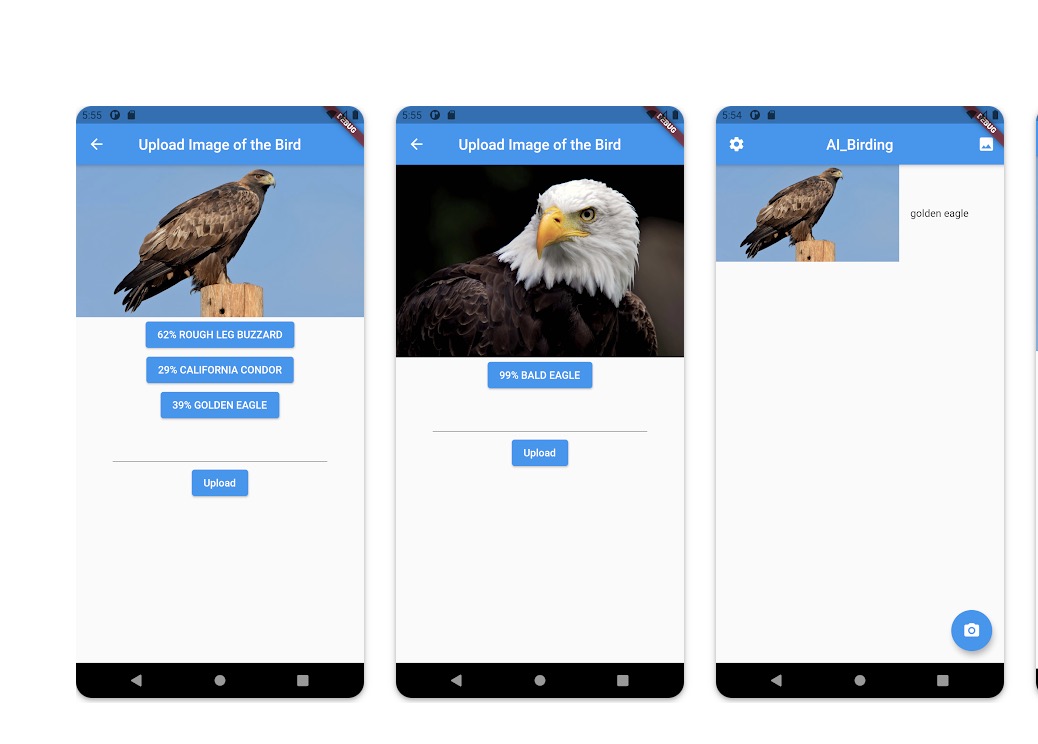 5:55
DEBUG
Upload Image of the Bird
62% ROUGH LEG BUZZARD
29% CALIFORNIA CONDOR
39% GOLDEN EAGLE
Upload
5:55
DEBUG
Upload Image of the Bird
99% BALD EAGLE
Upload
5:54
DEBUG
AI_Birding
golden eagle